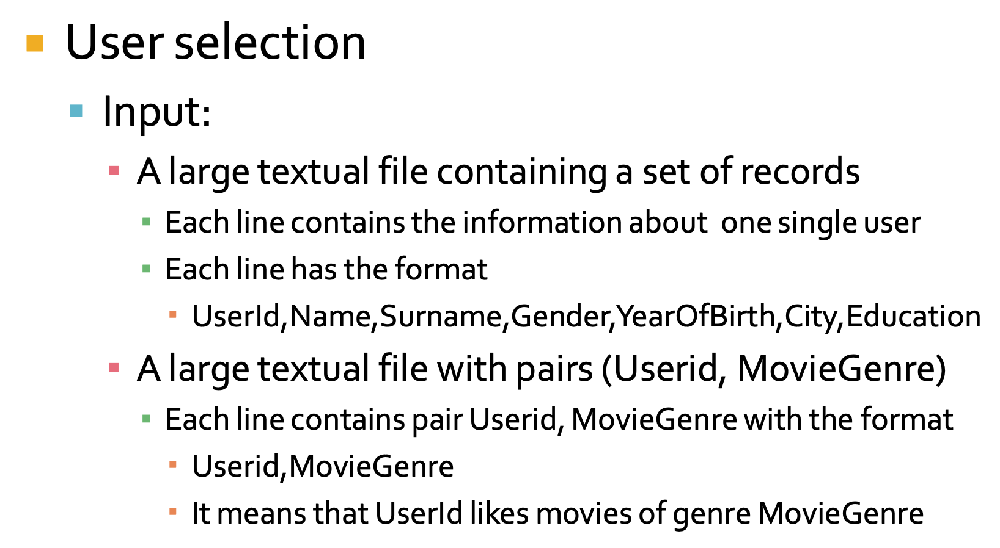 User selection
Input:
A large textual file containing a set of records
Each line contains the information about one single user
Each line has the format
UserId,Name,Surname,Gender,YearOfBirth,City,Education
A large textual file with pairs (Userid, MovieGenre)
Each line contains pair Userid, MovieGenre with the format
Userid,MovieGenre
It means that UserId likes movies of genre MovieGenre